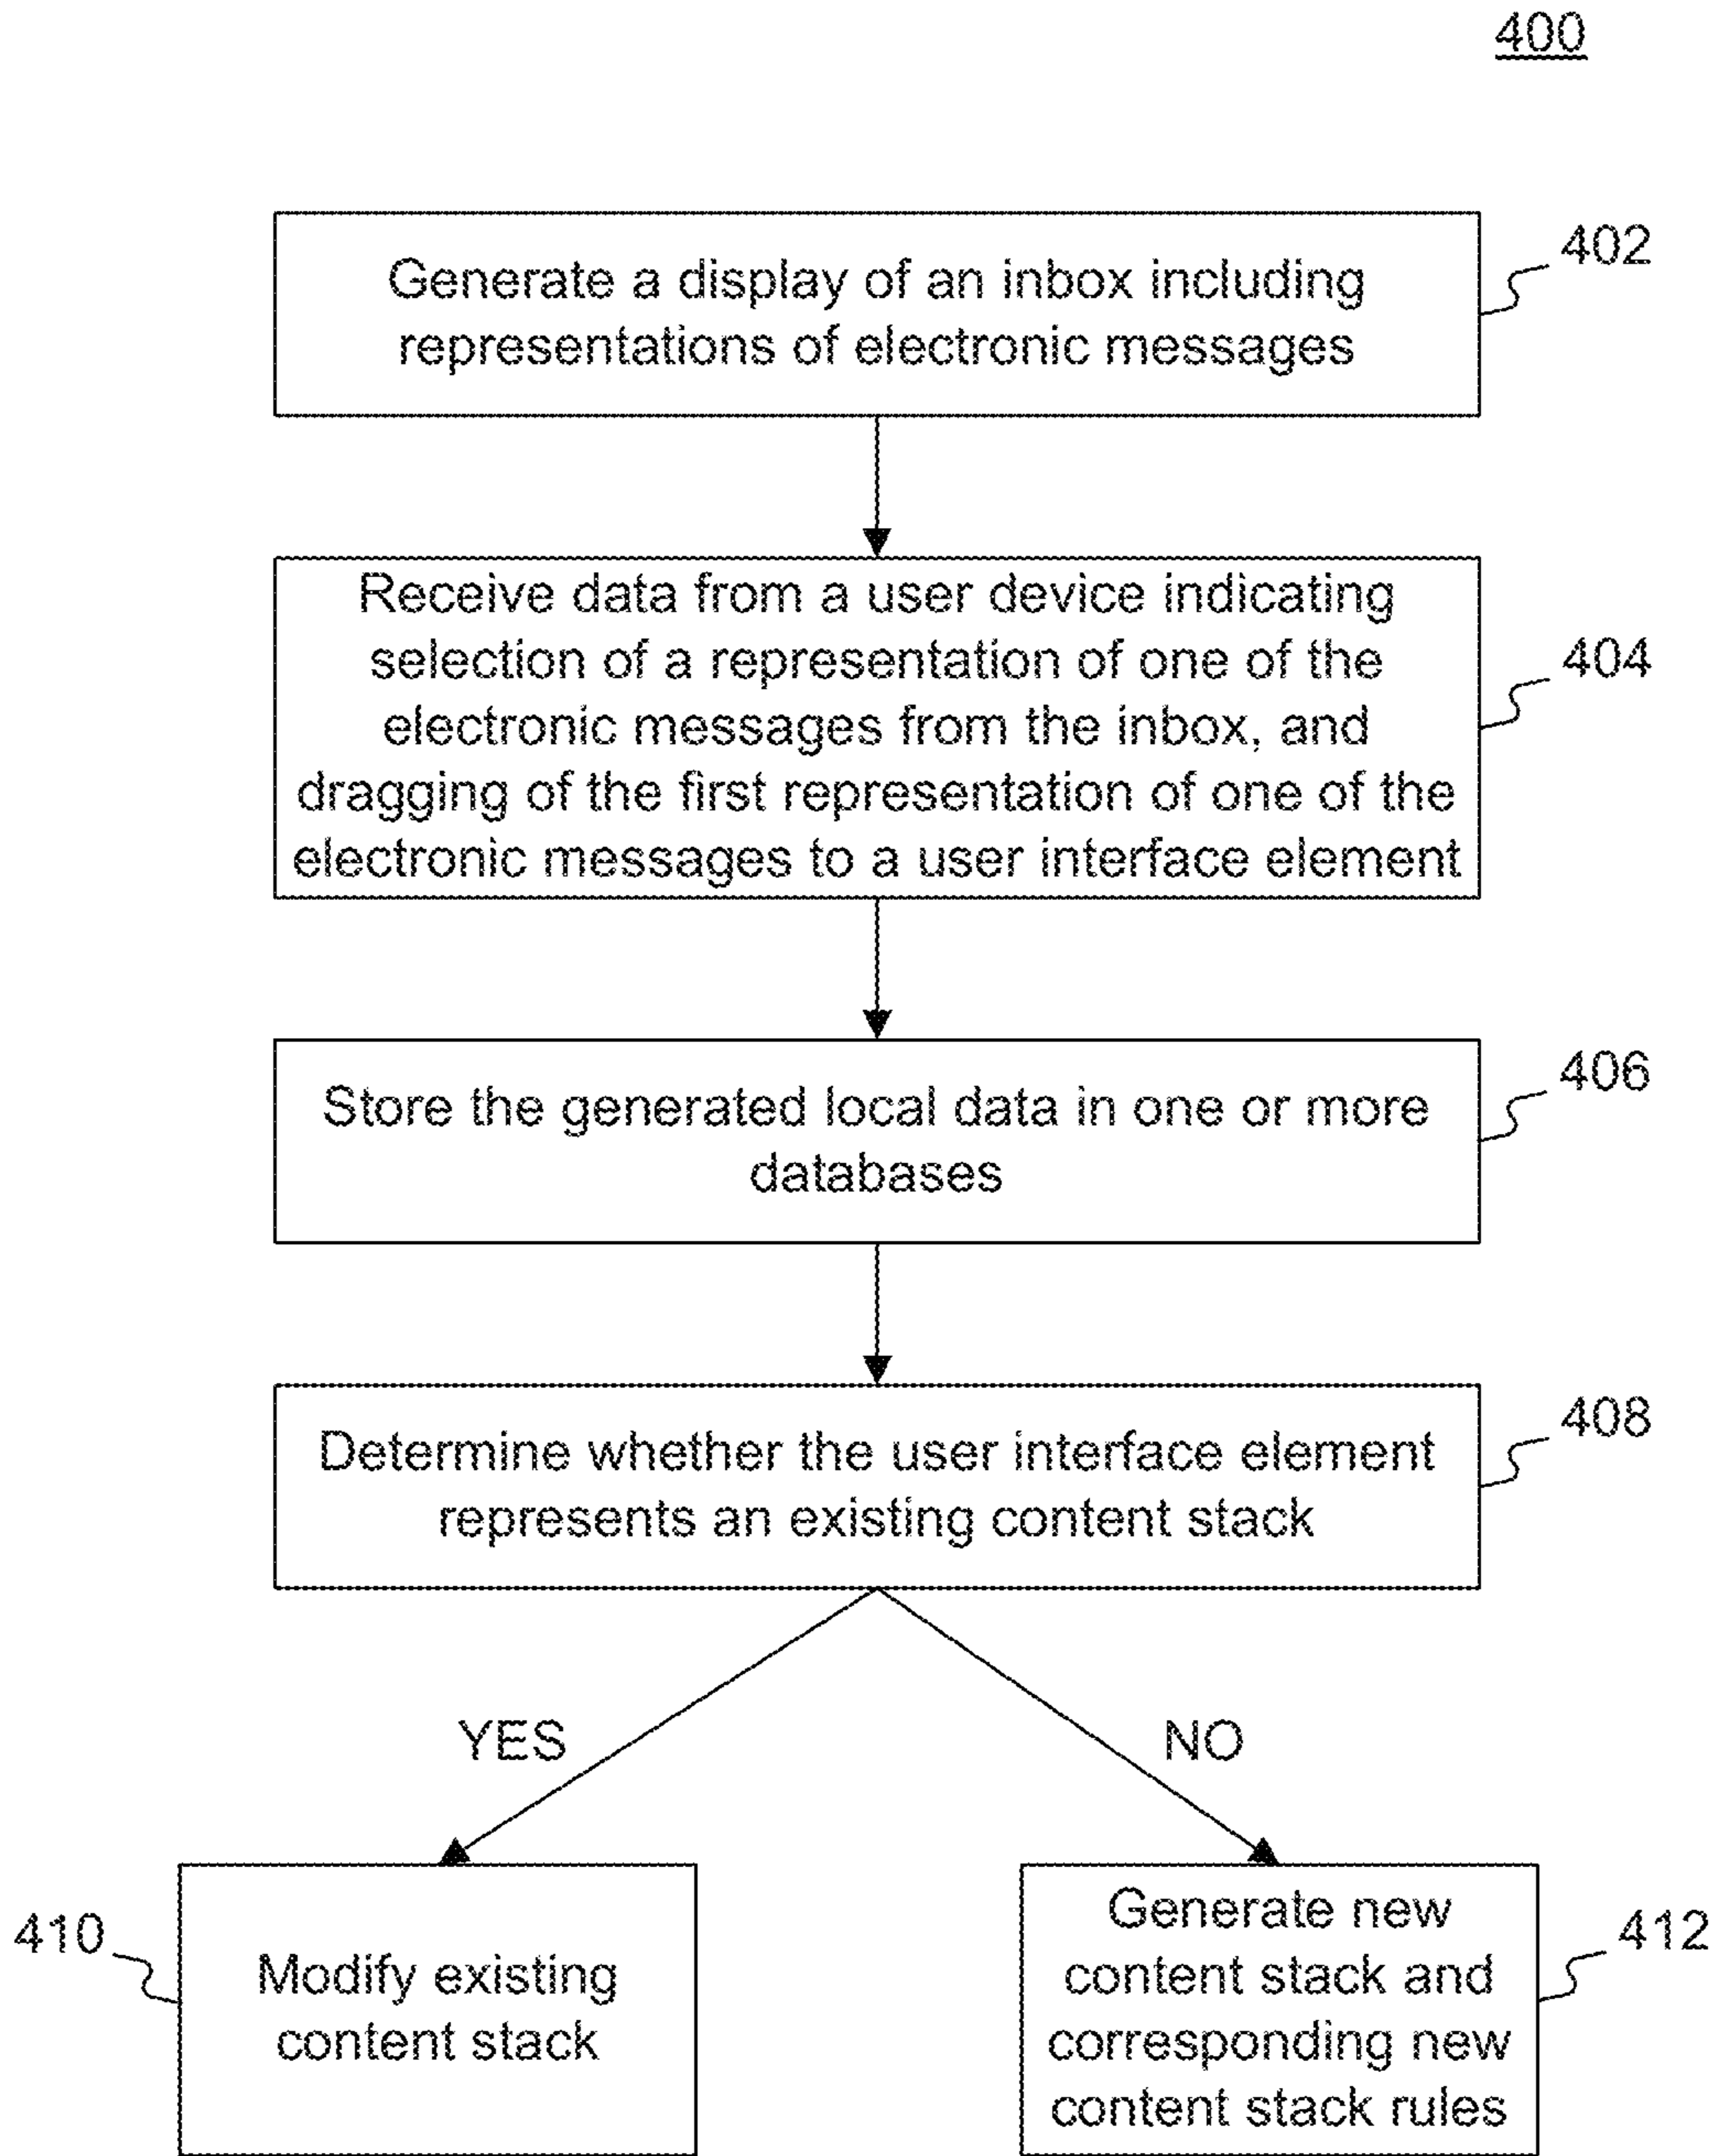 400
Generate a display of an inbox including
representations of electronic messages
402
Receive data from a user device indicating
selection of a representation of one of the
electronic messages from the inbox, and
dragging of the first representation of one of the
electronic messages to a user interface element
404
Store the generated local data in one or more
databases
406
Determine whether the user interface element
represents an existing content stack
408
YES
NO
410
Modify existing
content stack
Generate new
content stack and
corresponding new
content stack rules
412